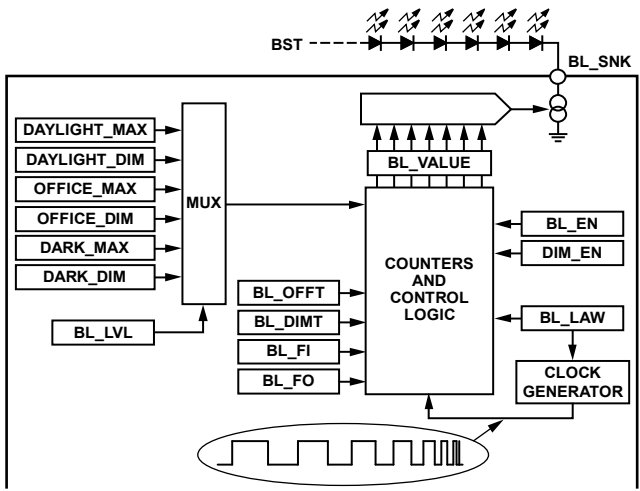 BST
BL_SNK
DAYLIGHT_MAX
DAYLIGHT_DIM
OFFICE_MAX
OFFICE_DIM
DARK_MAX
DARK_DIM
MUX
BL_LVL
BL_VALUE
COUNTERS
AND
CONTROL
LOGIC
BL_OFFT
BL_DIMT
BL_FI
BL_FO
BL_EN
DIM_EN
BL_LAW
CLOCK
GENERATOR